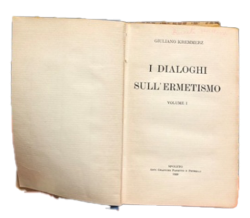 GIULIANO KREMMERZ
I DIALOGHI
SULL'ERMETISMO
VOLUME I